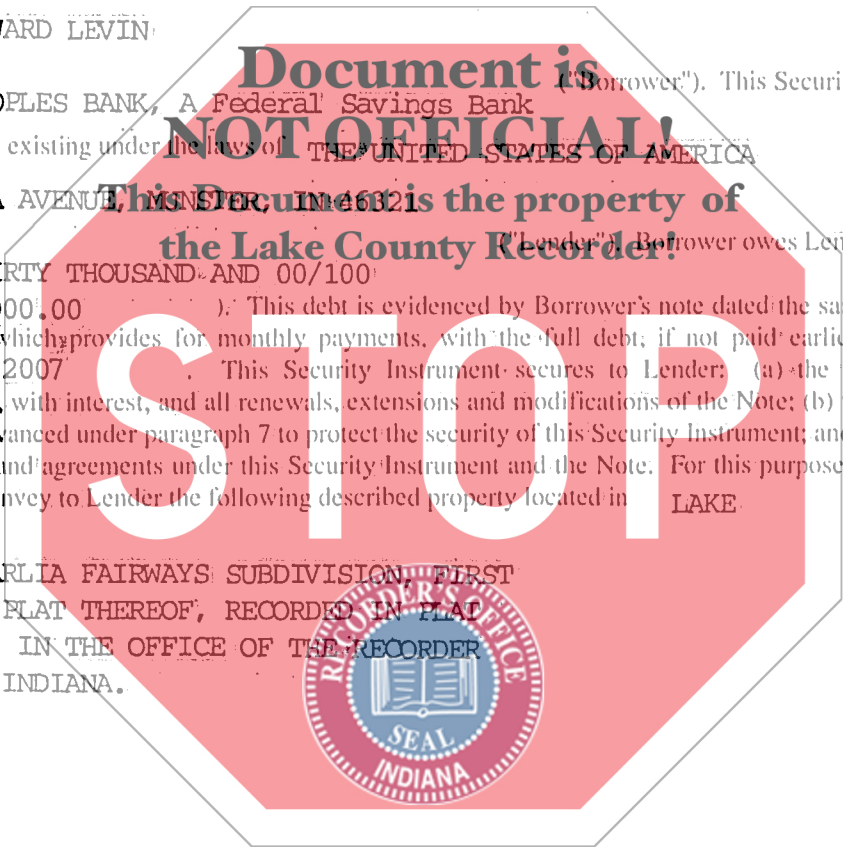 WARD LEVIN
Document is
("Borrower"). This Securi
OPLES BANK, A Federal Savings Bank
NOT OFFICIAL!
existing under the laws of THE UNITED STATES OF AMERICA
A AVENUE, MUNSTER, IN 46321
This Document is the property of
the Lake County Recorder!
("Lender"). Borrower owes Len
IRTY THOUSAND AND 00/100
00.00 ). This debt is evidenced by Borrower's note dated the sa
which provides for monthly payments, with the full debt, if not paid earlie
2007 . This Security Instrument secures to Lender: (a) the
, with interest, and all renewals, extensions and modifications of the Note; (b)
vanced under paragraph 7 to protect the security of this Security Instrument; and
and agreements under this Security Instrument and the Note. For this purpose
nvey to Lender the following described property located in LAKE
STOP
RLIA FAIRWAYS SUBDIVISION, FIRST
PLAT THEREOF, RECORDED IN PLAT
IN THE OFFICE OF THE RECORDER
INDIANA.
RECORDER'S OFFICE
SEAL
INDIANA